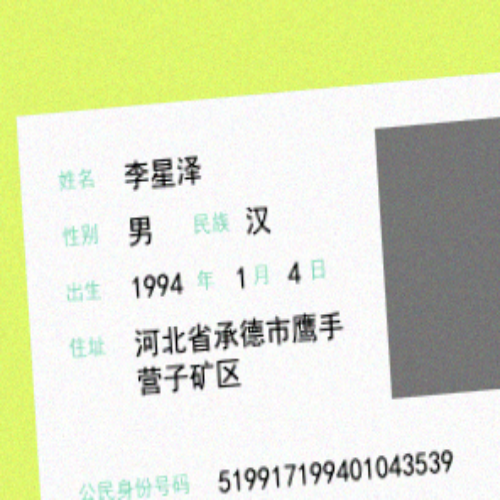 姓名 李星泽
性别 男 民族 汉
出生 1994 年 1 月 4 日
住址 河北省承德市鹰手
营子矿区
公民身份号码 519917199401043539